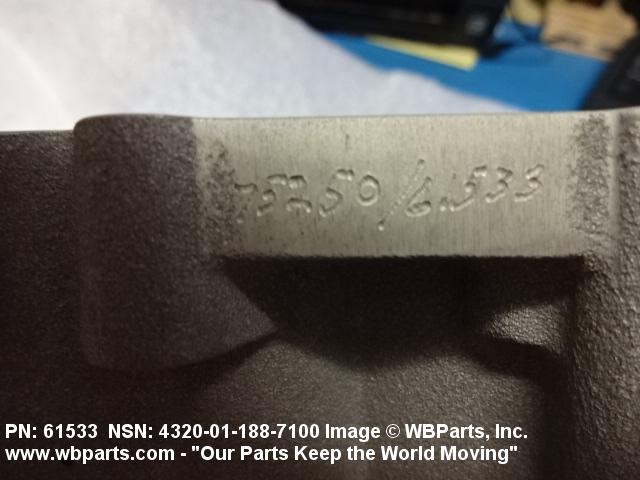 75250/61533
PN: 61533 NSN: 4320-01-188-7100 Image © WBParts, Inc.
www.wbparts.com - "Our Parts Keep the World Moving"